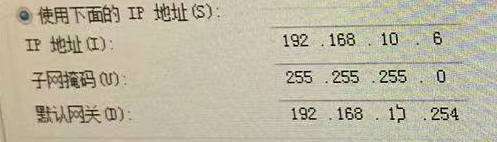 使用下面的 IP 地址(S):
IP 地址(I): 192 .168 . 10 . 6
子网掩码(U): 255 .255 .255 . 0
默认网关(D): 192 .168 . .254